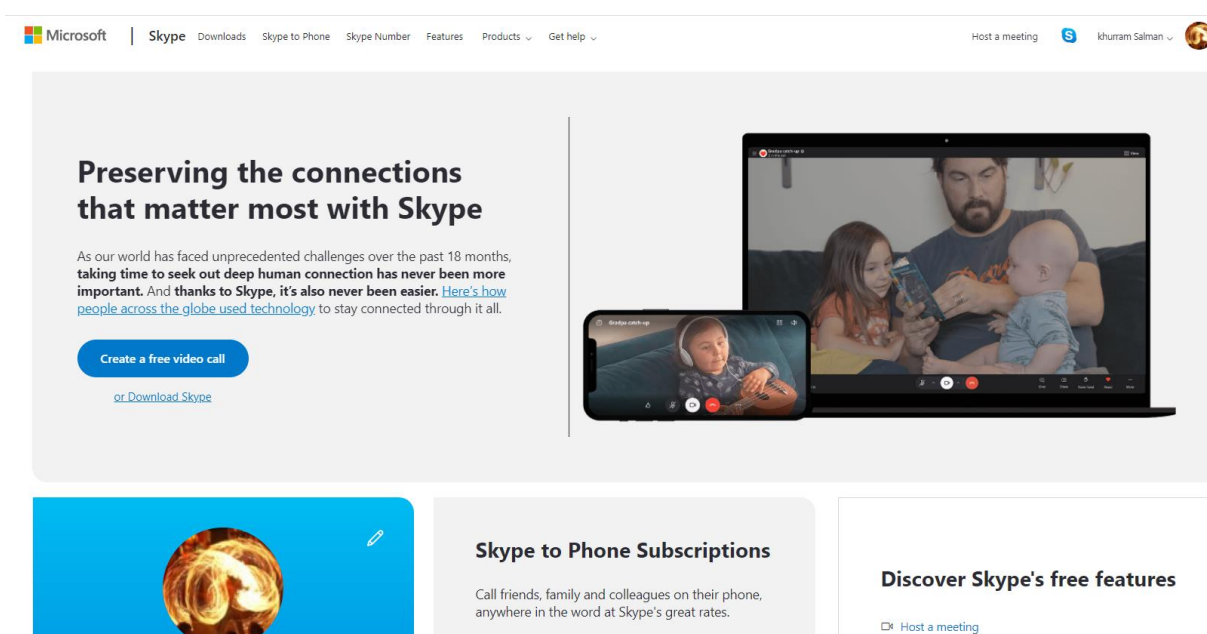 Microsoft | Skype Downloads Skype to Phone Skype Number Features Products Get help Host a meeting khurram Salman
Preserving the connections
that matter most with Skype
As our world has faced unprecedented challenges over the past 18 months,
taking time to seek out deep human connection has never been more
important. And thanks to Skype, it's also never been easier. Here's how
people across the globe used technology to stay connected through it all.
Create a free video call
or Download Skype
Skype to Phone Subscriptions
Call friends, family and colleagues on their phone,
anywhere in the word at Skype's great rates.
Discover Skype's free features
Host a meeting